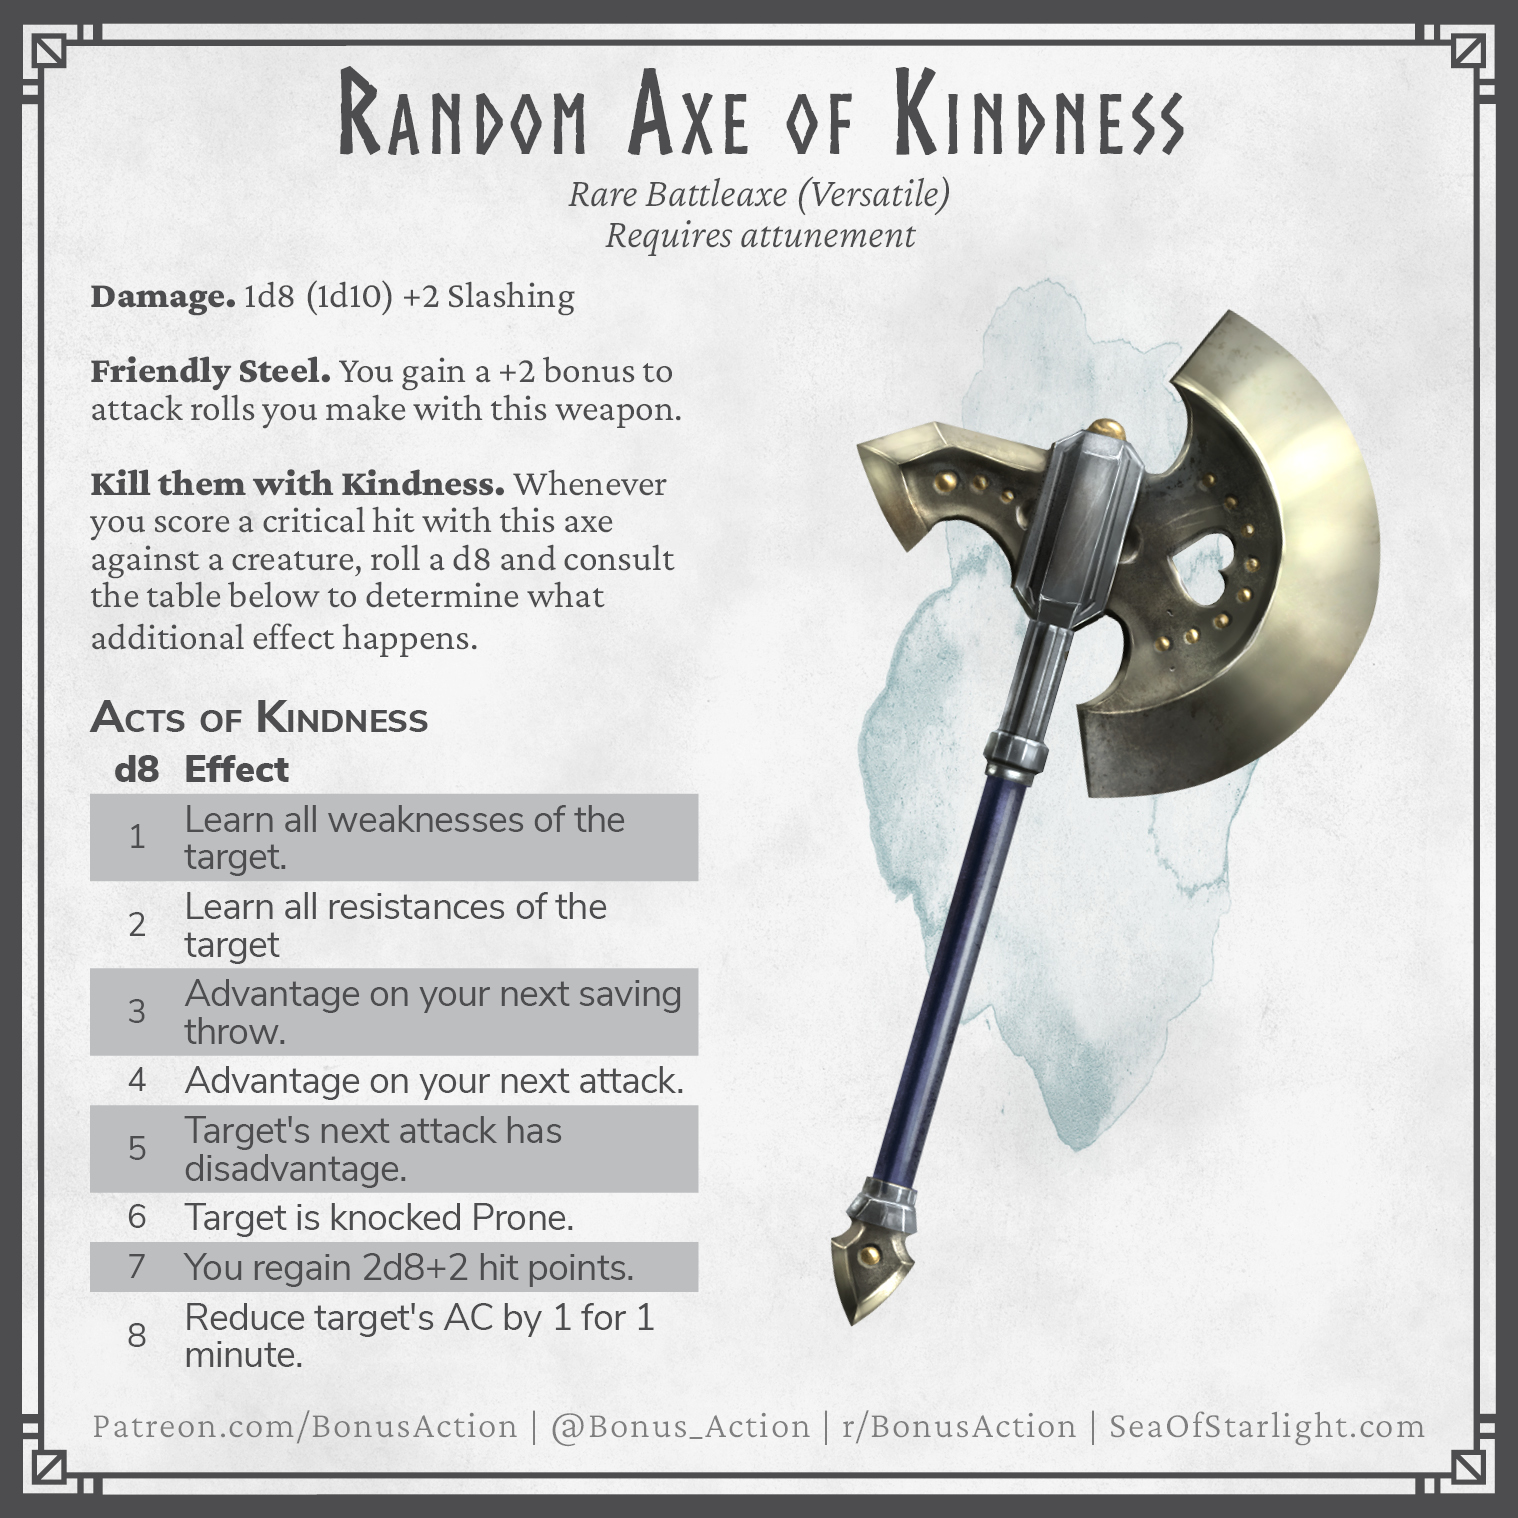 Random Axe of Kindness
Rare Battleaxe (Versatile)
Requires attunement
Damage. 1d8 (1d10) +2 Slashing
Friendly Steel. You gain a +2 bonus to
attack rolls you make with this weapon.
Kill them with Kindness. Whenever
you score a critical hit with this axe
against a creature, roll a d8 and consult
the table below to determine what
additional effect happens.
Acts of Kindness
d8 Effect
1 Learn all weaknesses of the
target.
2 Learn all resistances of the
target
3 Advantage on your next saving
throw.
4 Advantage on your next attack.
5 Target's next attack has
disadvantage.
6 Target is knocked Prone.
7 You regain 2d8+2 hit points.
8 Reduce target's AC by 1 for 1
minute.
Patreon.com/BonusAction | @Bonus_Action | r/BonusAction | SeaOfStarlight.com